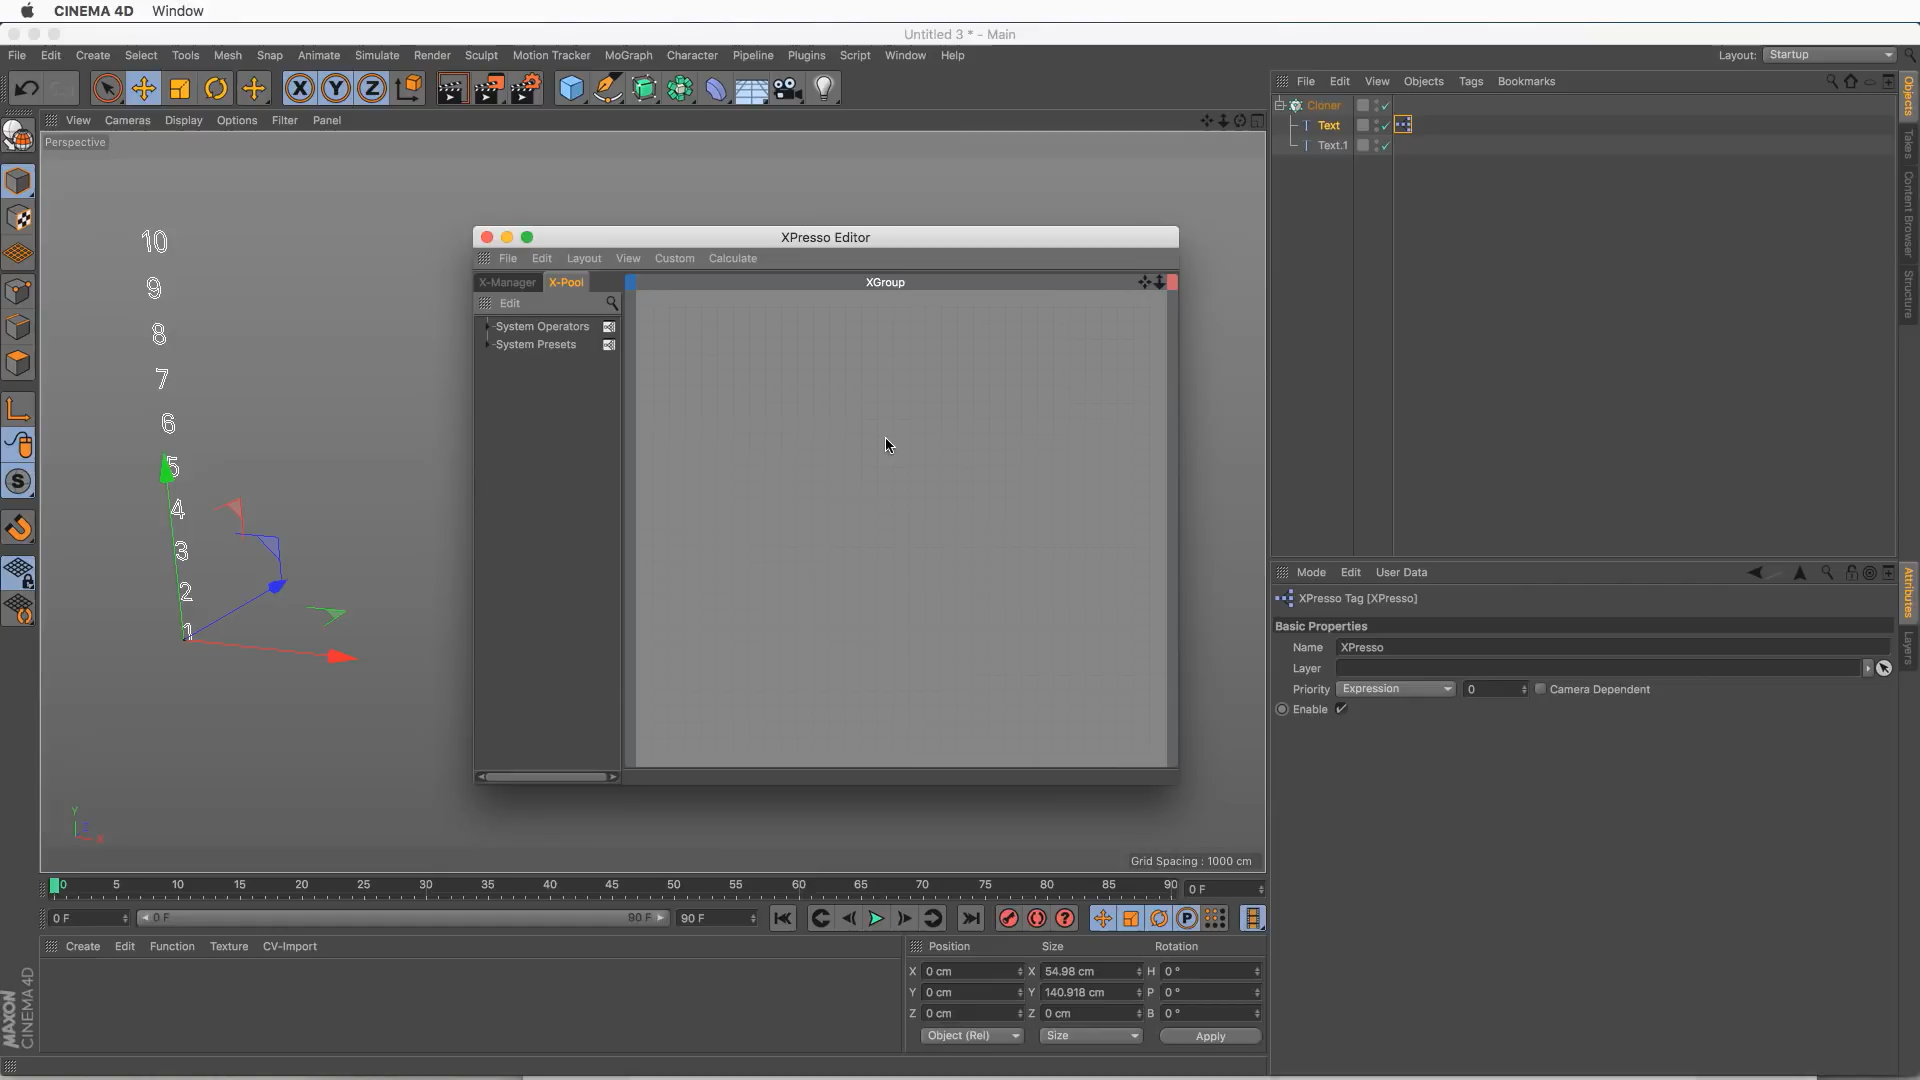 CINEMA 4D Window
Untitled 3 * - Main
File Edit Create Select Tools Mesh Snap Animate Simulate Render Sculpt Motion Tracker MoGraph Character Pipeline Plugins Script Window Help
Layout: Startup
X Y Z
File Edit View Objects Tags Bookmarks
View Cameras Display Options Filter Panel
Perspective
Cloner
Text
Text.1
Objects
Takes
Content Browser
Structure
10
9
8
7
6
5
4
3
2
1
XPresso Editor
File Edit Layout View Custom Calculate
X-Manager X-Pool
XGroup
Edit
System Operators
System Presets
S
Mode Edit User Data
XPresso Tag [XPresso]
Basic Properties
Name XPresso
Layer
Priority Expression 0 Camera Dependent
Enable
Attributes
Layers
Y
Z
X
Grid Spacing : 1000 cm
0 5 10 15 20 25 30 35 40 45 50 55 60 65 70 75 80 85 90 0 F
0 F 0 F 90 F 90 F
P
Create Edit Function Texture CV-Import
Position Size Rotation
X 0 cm X 54.98 cm H 0 °
Y 0 cm Y 140.918 cm P 0 °
Z 0 cm Z 0 cm B 0 °
Object (Rel) Size Apply
MAXON
CINEMA 4D